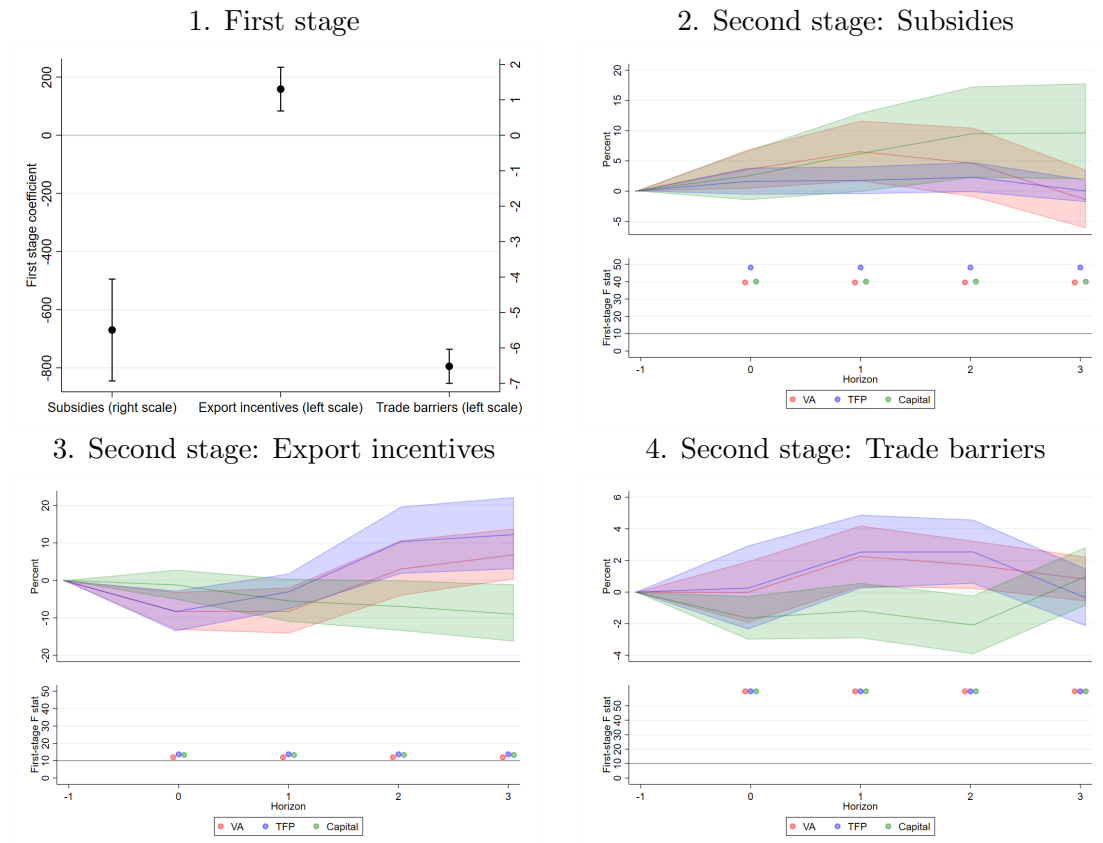 1. First stage
First stage coefficient
200
0
-200
-400
-600
-800
2
1
0
-1
-2
-3
-4
-5
-6
-7
Subsidies (right scale) Export incentives (left scale) Trade barriers (left scale)
2. Second stage: Subsidies
Percent
20
15
10
5
0
-5
First-stage F stat
50
40
30
20
10
0
-1 0 1 2 3
Horizon
VA TFP Capital
3. Second stage: Export incentives
Percent
20
10
0
-10
-20
First-stage F stat
50
40
30
20
10
0
-1 0 1 2 3
Horizon
VA TFP Capital
4. Second stage: Trade barriers
Percent
6
4
2
0
-2
-4
First-stage F stat
50
40
30
20
10
0
-1 0 1 2 3
Horizon
VA TFP Capital